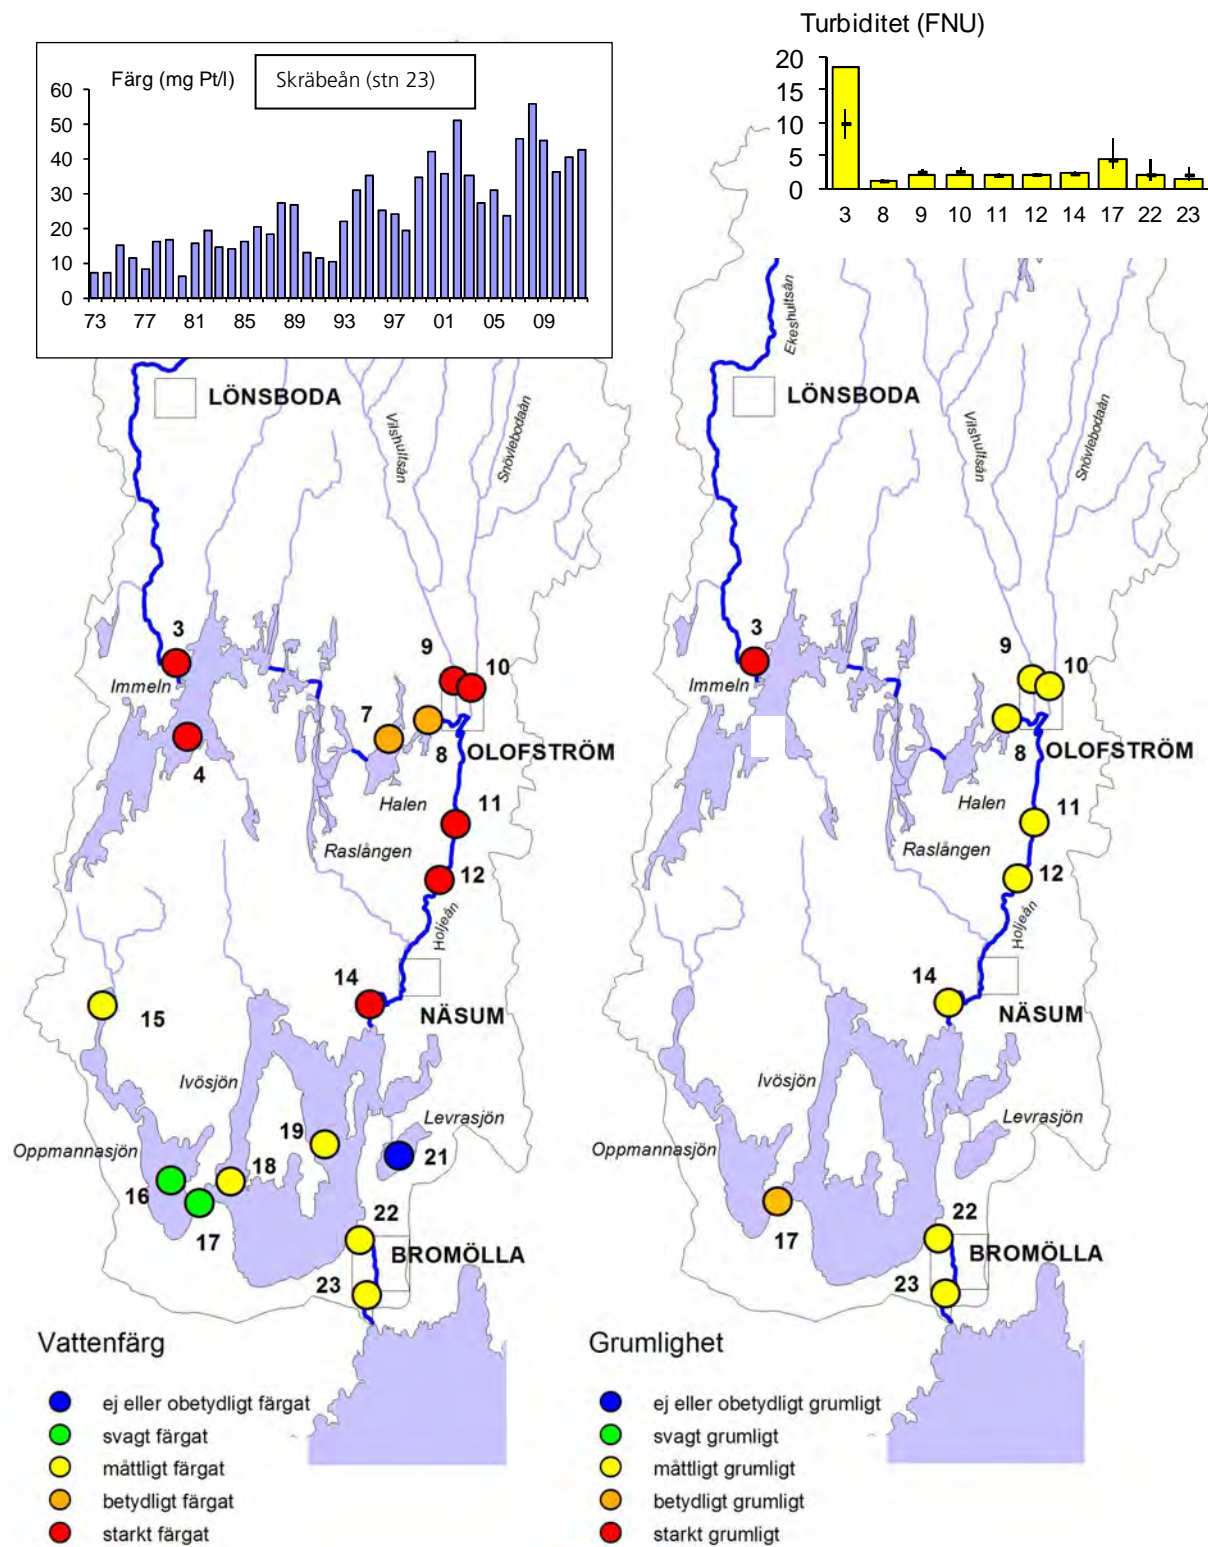 Turbiditet (FNU)
Färg (mg Pt/l)
Skräbeån (stn 23)
60
50
40
30
20
10
0
73 77 81 85 89 93 97 01 05 09
20
15
10
5
0
3 8 9 10 11 12 14 17 22 23
LÖNSBODA
Vilshultsån
Snövlebodaån
3
Immeln
4
7
9
10
8
OLOFSTRÖM
Halen
11
Raslången
12
Holjeån
14
NÄSUM
15
Ivösjön
Levrasjön
19
21
Oppmannasjön
18
16
17
22
BROMÖLLA
23
Ekeshultsån
LÖNSBODA
Vilshultsån
Snövlebodaån
3
Immeln
9
10
8
OLOFSTRÖM
Halen
11
Raslången
12
Holjeån
14
NÄSUM
Ivösjön
Levrasjön
Oppmannasjön
17
22
BROMÖLLA
23
Vattenfärg
ej eller obetydligt färgat
svagt färgat
måttligt färgat
betydligt färgat
starkt färgat
Grumlighet
ej eller obetydligt grumligt
svagt grumligt
måttligt grumligt
betydligt grumligt
starkt grumligt